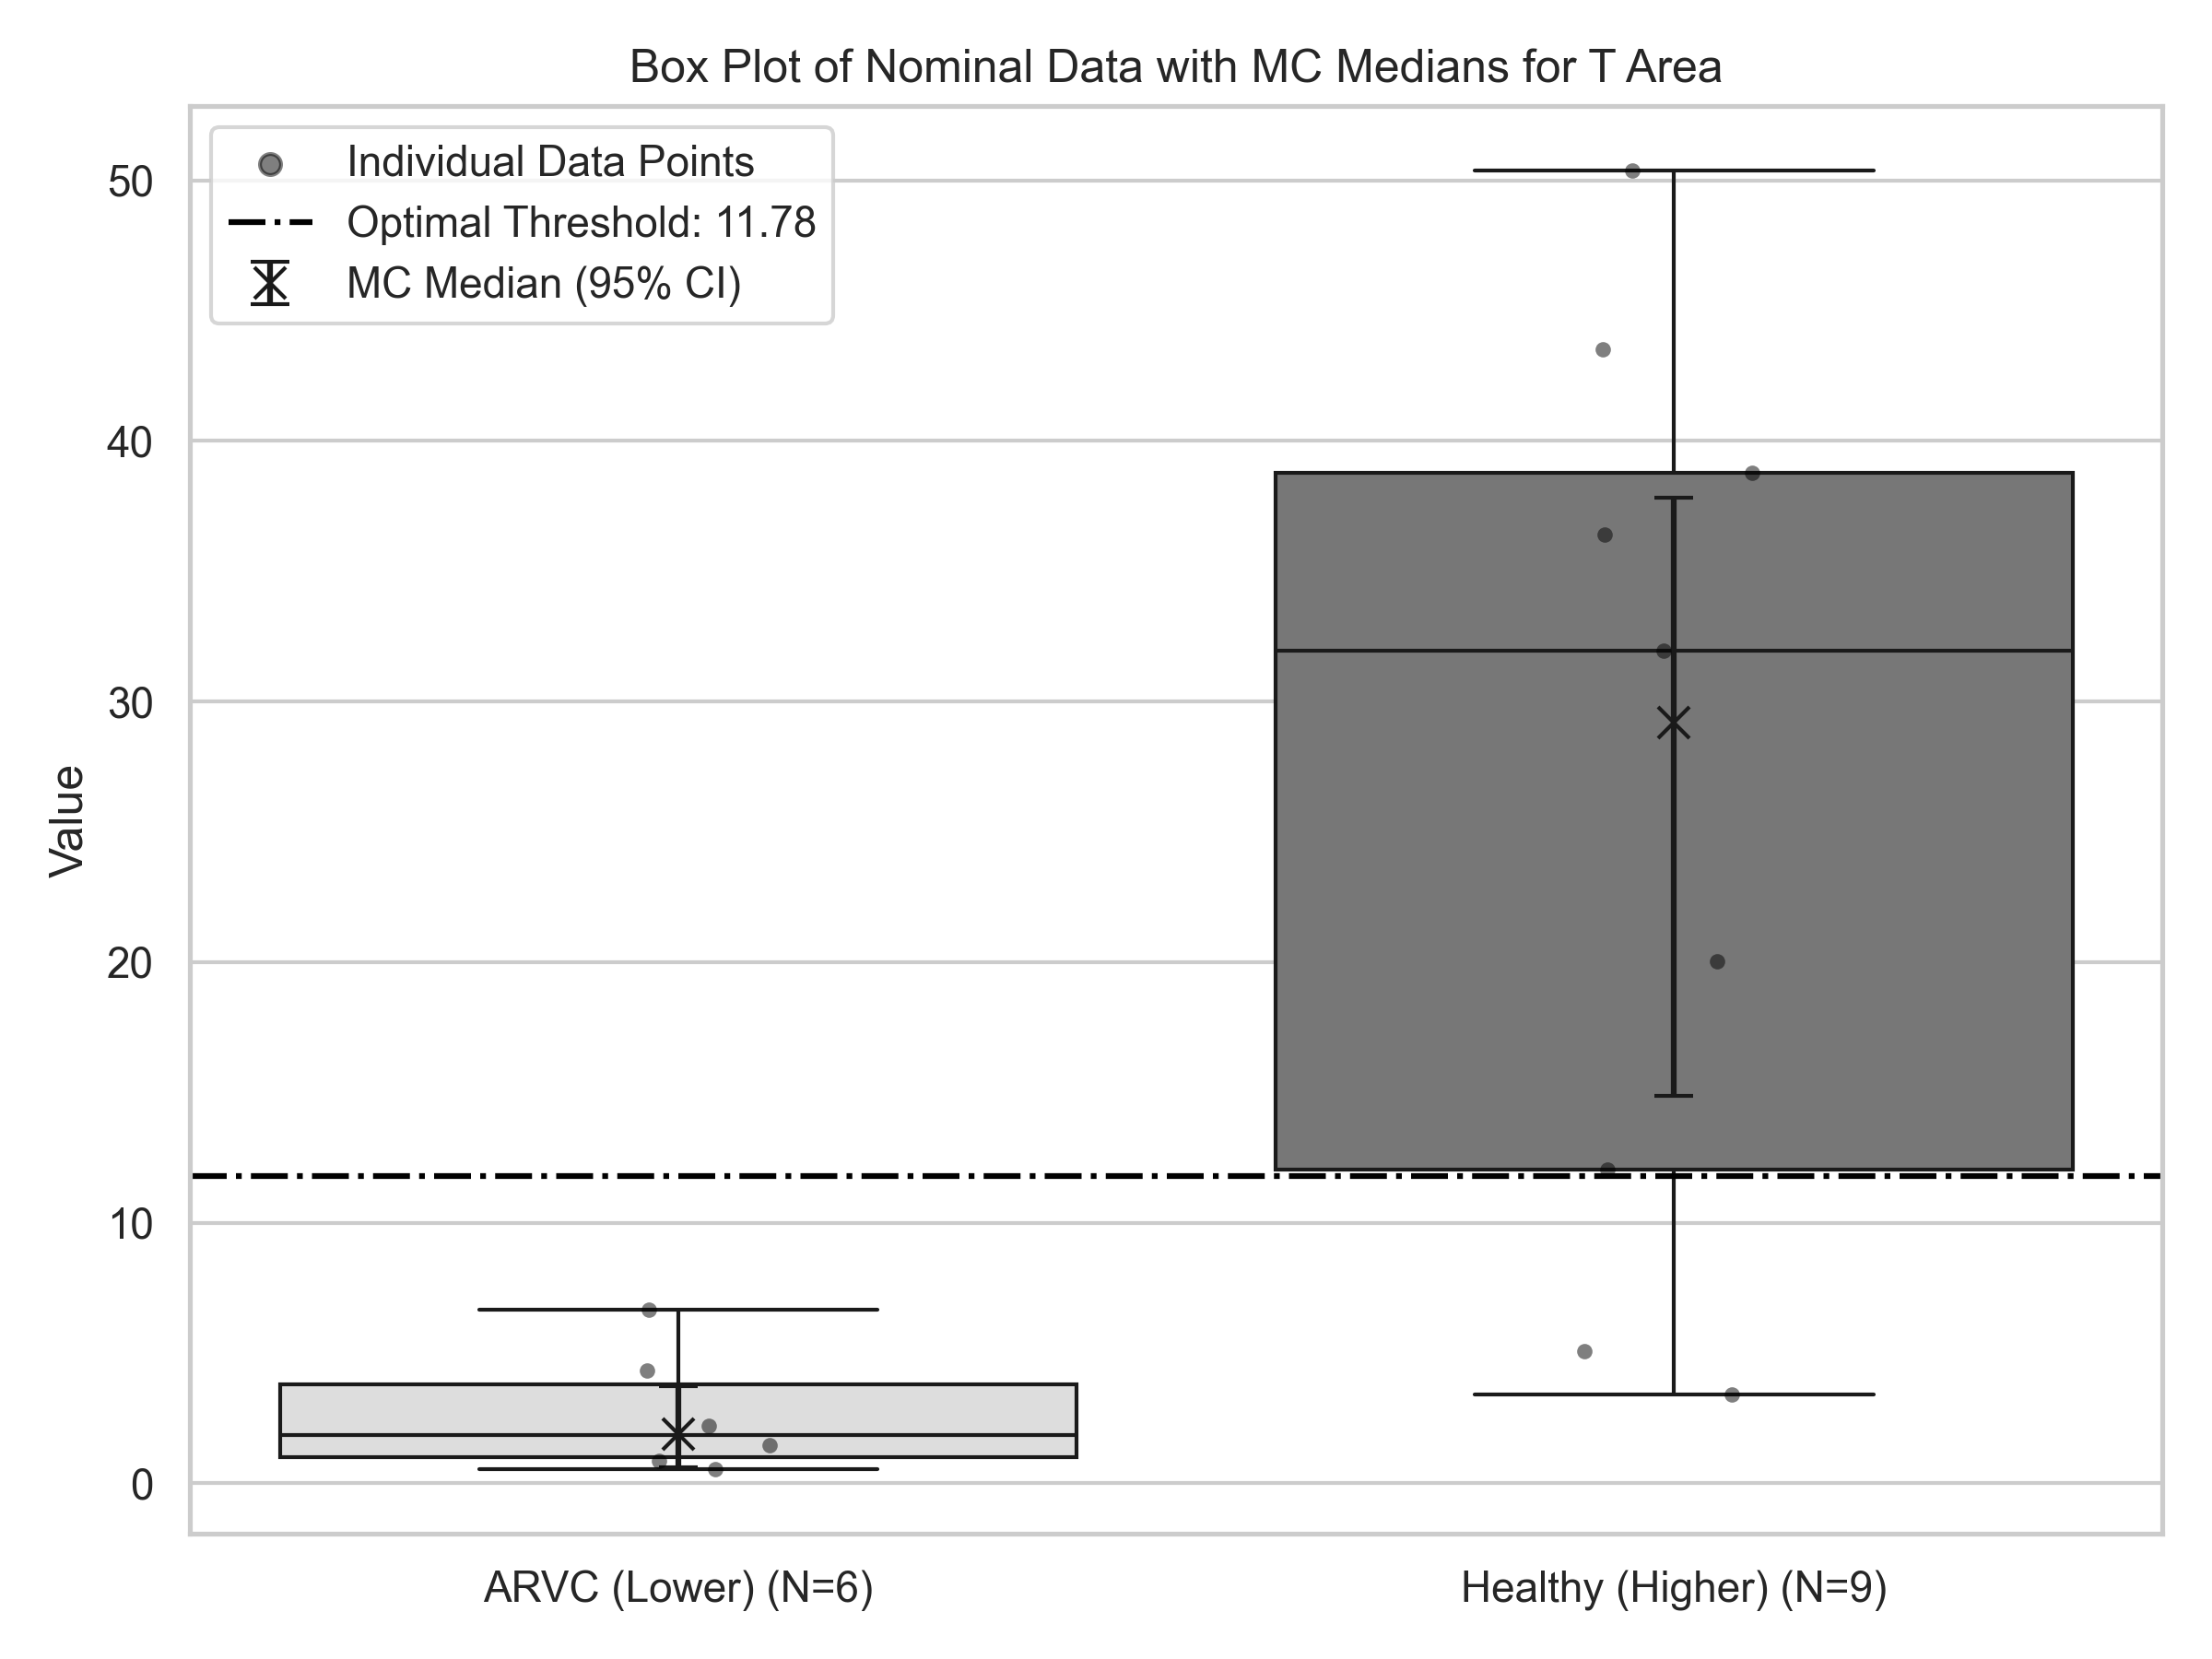 Box Plot of Nominal Data with MC Medians for T Area
Individual Data Points
Optimal Threshold: 11.78
MC Median (95% CI)
50
40
30
20
10
0
Value
ARVC (Lower) (N=6)
Healthy (Higher) (N=9)